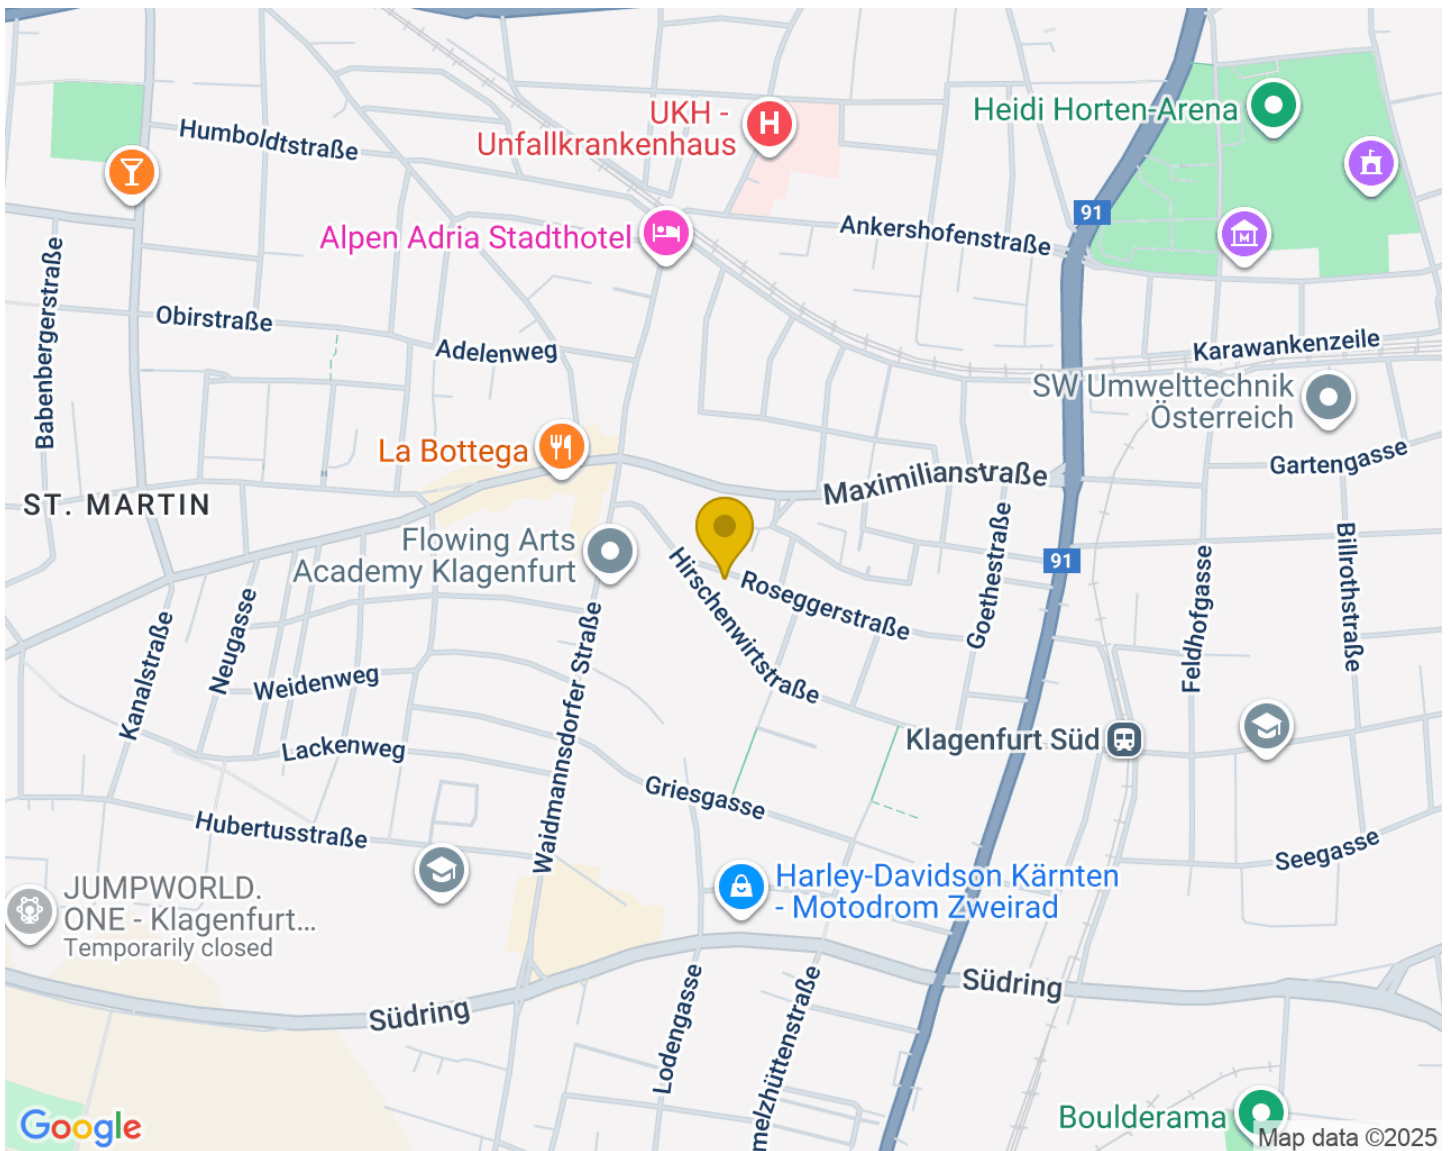 UKH -
Unfallkrankenhaus
H
Heidi Horten-Arena
Humboldtstraße
91
Alpen Adria Stadthotel
Ankershofenstraße
M
Babenbergerstraße
Obirstraße
Adelenweg
Karawankenzeile
SW Umwelttechnik
Österreich
La Bottega
Gartengasse
Maximilianstraße
ST. MARTIN
Flowing Arts
Academy Klagenfurt
91
Hirschenwirtstraße
Roseggerstraße
Goethestraße
Feldhofgasse
Billrothstraße
Kanalstraße
Neugasse
Weidenweg
Waidmannsdorfer Straße
Lackenweg
Klagenfurt Süd
Griesgasse
Hubertusstraße
Seegasse
JUMPWORLD.
ONE - Klagenfurt...
Temporarily closed
Harley-Davidson Kärnten
- Motodrom Zweirad
Südring
Südring
Lodengasse
melzhüttenstraße
Boulderama
Google
Map data ©2025